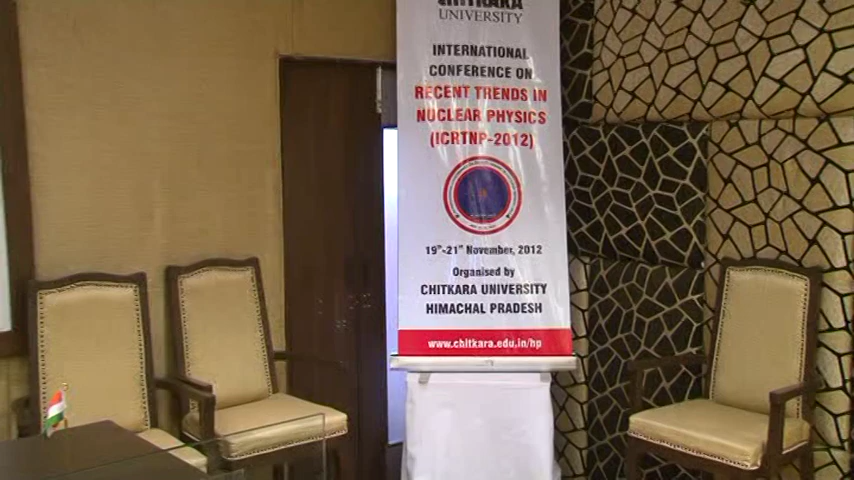 CHITKARA
UNIVERSITY
INTERNATIONAL
CONFERENCE ON
RECENT TRENDS IN
NUCLEAR PHYSICS
(ICRTNP-2012)
19th-21st November, 2012
Organised by
CHITKARA UNIVERSITY
HIMACHAL PRADESH
www.chitkara.edu.in/hp